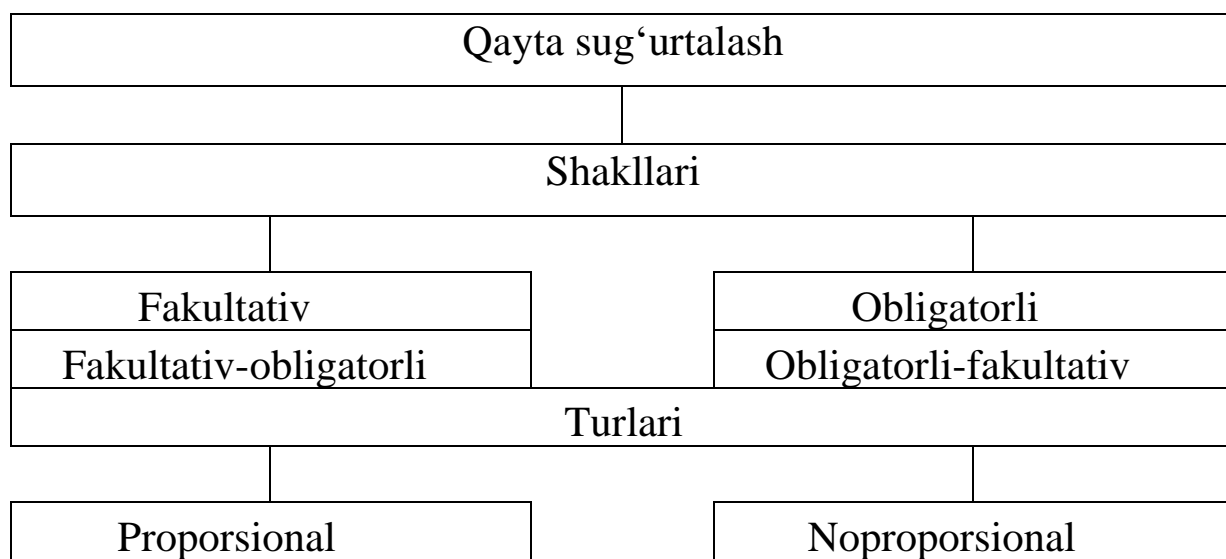 Qayta sug‘urtalash
Shakllari
Fakultativ
Obligatorli
Fakultativ-obligatorli
Obligatorli-fakultativ
Turlari
Proporsional
Noproporsional